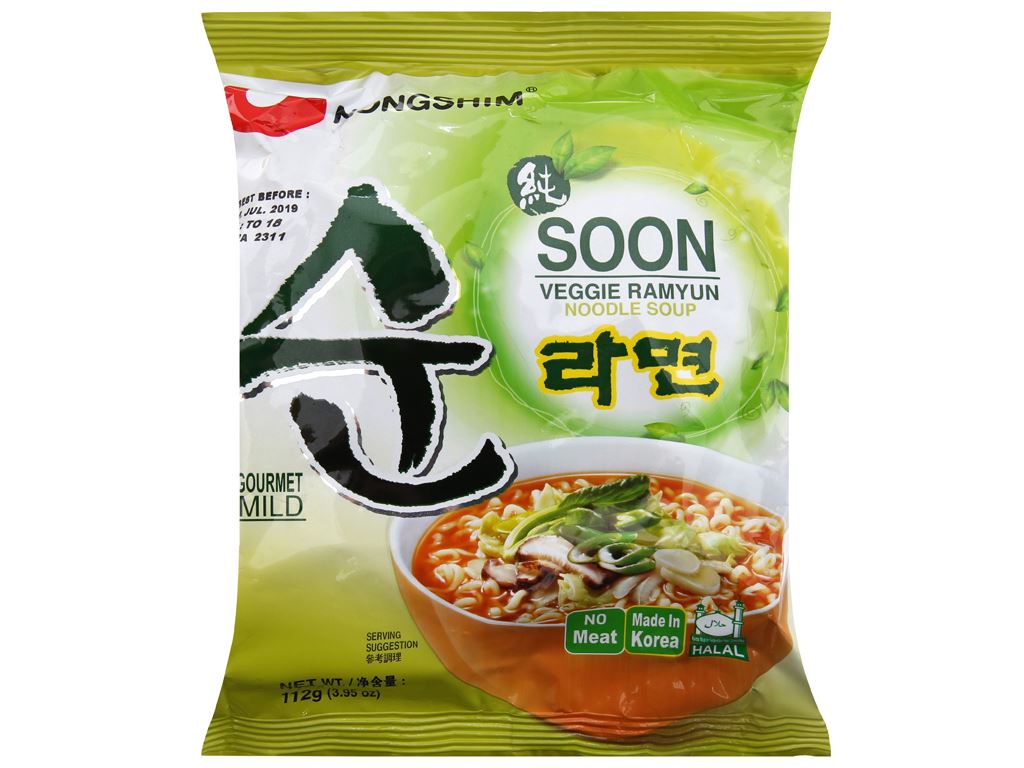 NONGSHIM®
BEST BEFORE :
JUL. 2019
TO 18
2311
순
純
SOON
VEGGIE RAMYUN
NOODLE SOUP
라면
GOURMET
MILD
NO
Meat
Made In
Korea
حلال
HALAL
SERVING
SUGGESTION
參考調理
NET WT. / 净含量 :
112g (3.95 oz)